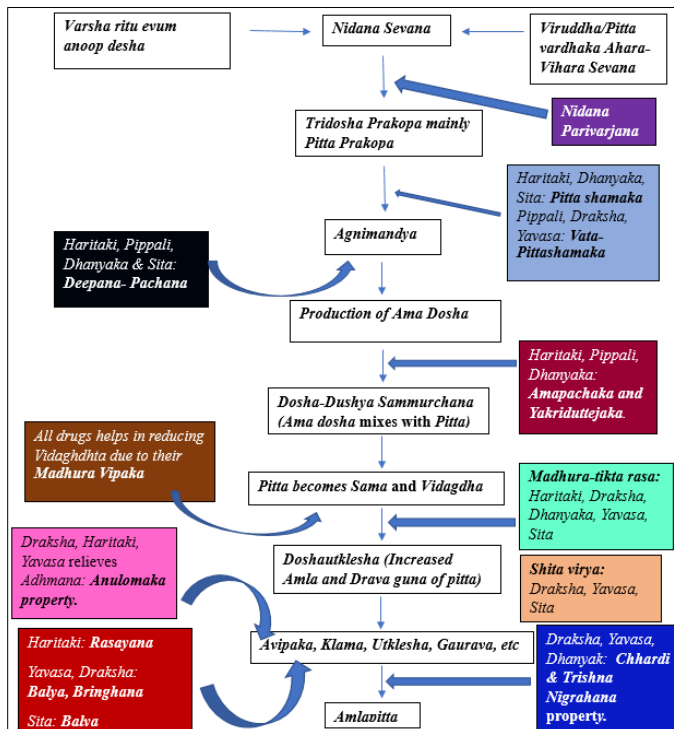 Varsha ritu evum
anoop desha
Nidana Sevana
Viruddha/Pitta
vardhaka Ahara-
Vihara Sevana
Nidana
Parivarjana
Tridosha Prakopa mainly
Pitta Prakopa
Haritaki, Dhanyaka,
Sita: Pitta shamaka
Pippali, Draksha,
Yavasa: Vata-
Pittashamaka
Agnimandya
Haritaki, Pippali,
Dhanyaka & Sita:
Deepana- Pachana
Production of Ama Dosha
Haritaki, Pippali,
Dhanyaka:
Amapachaka and
Yakriduttejaka.
Dosha-Dushya Sammurchana
(Ama dosha mixes with Pitta)
All drugs helps in reducing
Vidaghdhta due to their
Madhura Vipaka
Pitta becomes Sama and Vidagdha
Madhura-tikta rasa:
Haritaki, Draksha,
Dhanyaka, Yavasa,
Sita
Draksha, Haritaki,
Yavasa relieves
Adhmana: Anulomaka
property.
Doshautklesha (Increased
Amla and Drava guna of pitta)
Shita virya:
Draksha, Yavasa,
Sita
Haritaki: Rasayana
Yavasa, Draksha:
Balya, Bringhana
Sita: Balya
Avipaka, Klama, Utklesha, Gaurava, etc
Draksha, Yavasa,
Dhanyak: Chhardi
& Trishna
Nigrahana
property.
Amlapitta